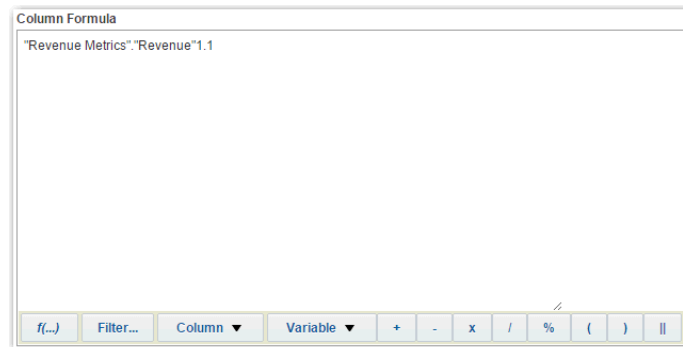 Column Formula
"Revenue Metrics"."Revenue"1.1
f(...) Filter... Column ▼ Variable ▼ + - x / % ( ) ||